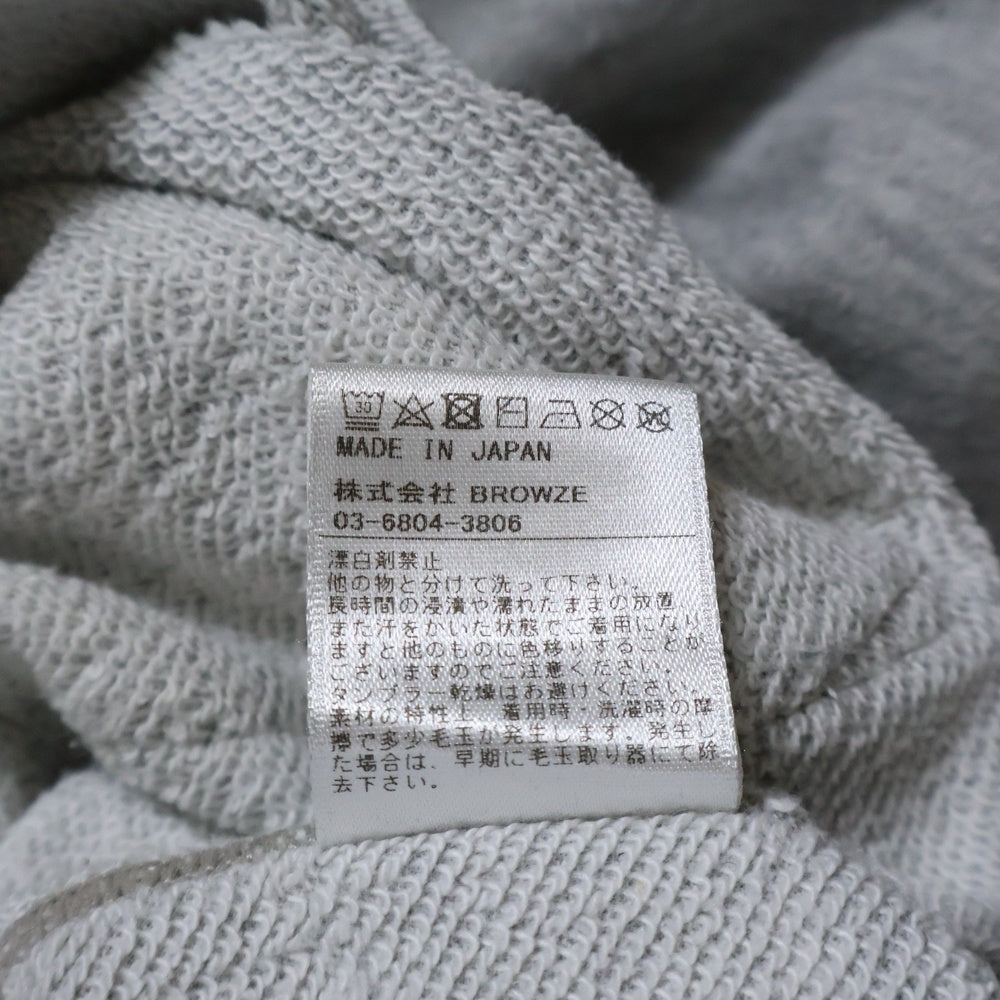 30
MADE IN JAPAN
株式会社 BROWZE
03-6804-3806
漂白剤禁止
他の物と分けて洗って下さい。
長時間の浸漬や濡れたままの放置、
また汗をかいた状態でご着用になり
ますと他のものに色移りすることが
ございますのでご注意ください。
タンブラー乾燥はお避けください。
素材の特性上、着用時・洗濯時の摩
擦で多少毛玉が発生します。発生し
た場合は、早期に毛玉取り器にて除
去下さい。